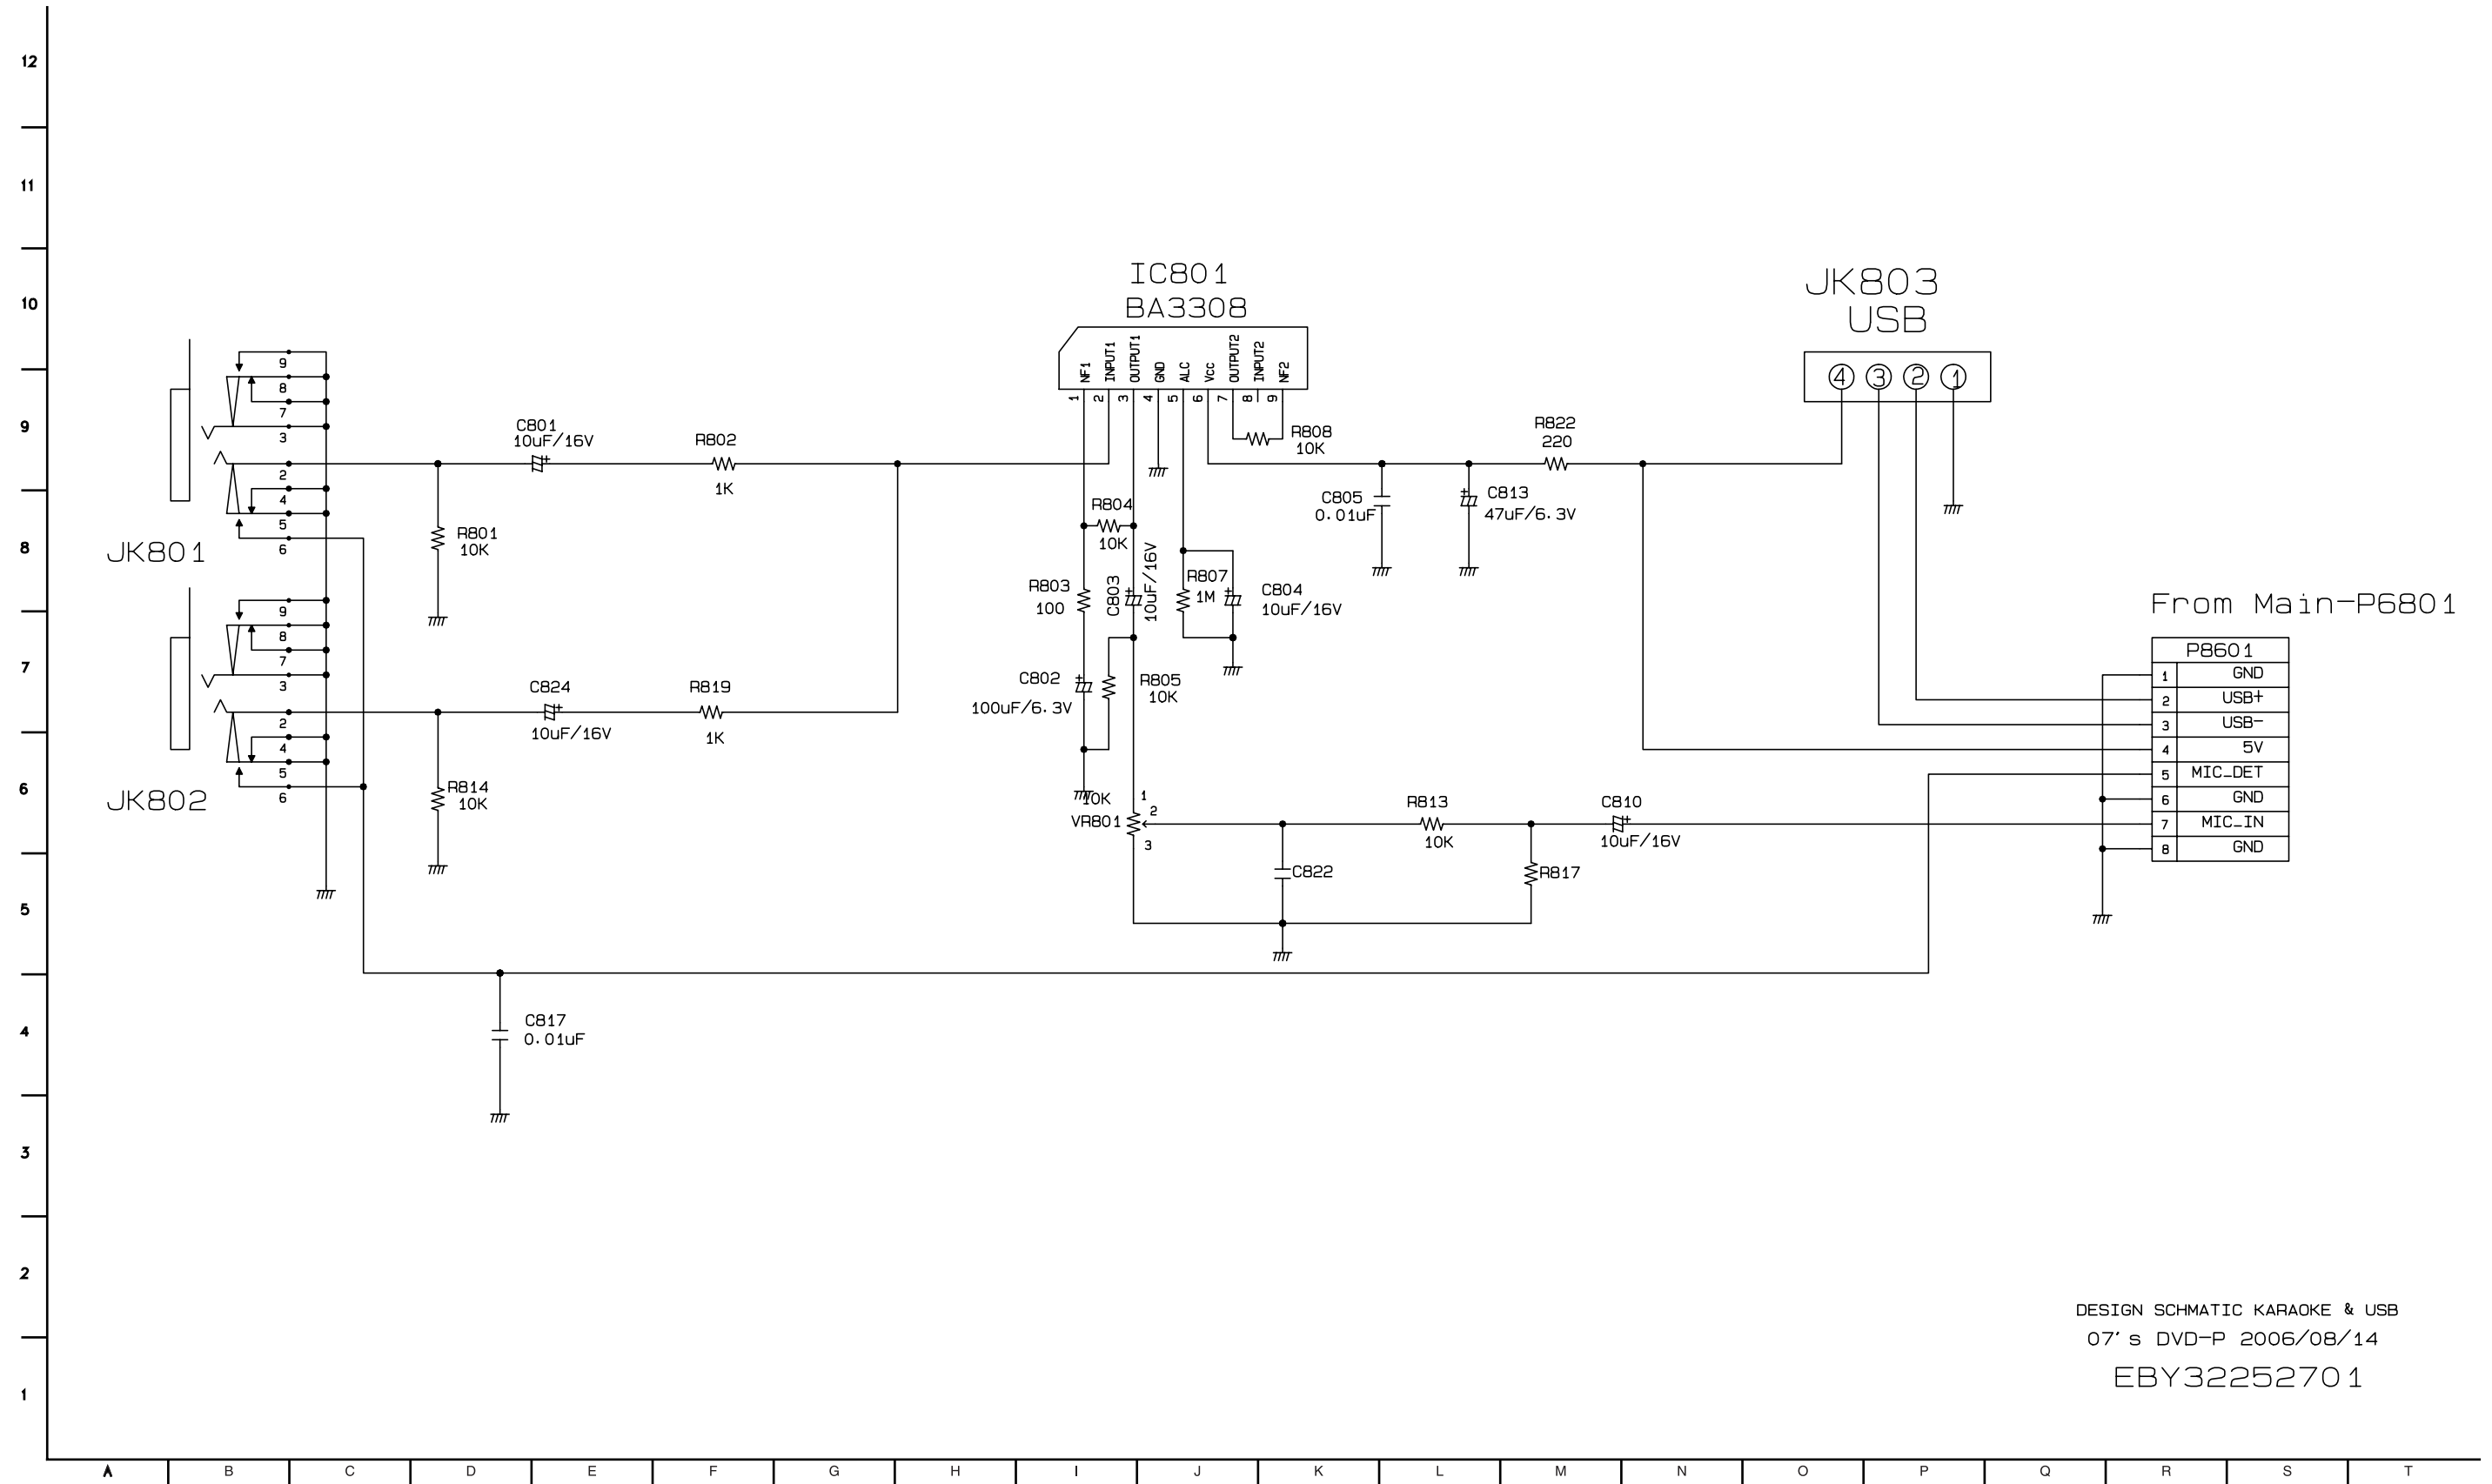 12
11
10
9
8
7
6
5
4
3
2
1
A B C D E F G H I J K L M N O P Q R S T
JK801
9
8
7
3
2
4
5
6
JK802
9
8
7
3
2
4
5
6
C801
10uF/16V
R802
1K
R801
10K
C824
10uF/16V
R819
1K
R814
10K
C817
0.01uF
IC801
BA3308
NF1 INPUT1 OUTPUT1 GND ALC Vcc OUTPUT2 INPUT2 NF2
1 2 3 4 5 6 7 8 9
R808
10K
R804
10K
R803
100
C803
10uF/16V
R807
1M
C804
10uF/16V
C802
100uF/6.3V
R805
10K
10K
VR801
1
2
3
C805
0.01uF
C813
47uF/6.3V
R822
220
R813
10K
C810
10uF/16V
C822
R817
JK803
USB
4 3 2 1
From Main-P6801
P8601
1 GND
2 USB+
3 USB-
4 5V
5 MIC_DET
6 GND
7 MIC_IN
8 GND
DESIGN SCHMATIC KARAOKE & USB
07's DVD-P 2006/08/14
EBY32252701